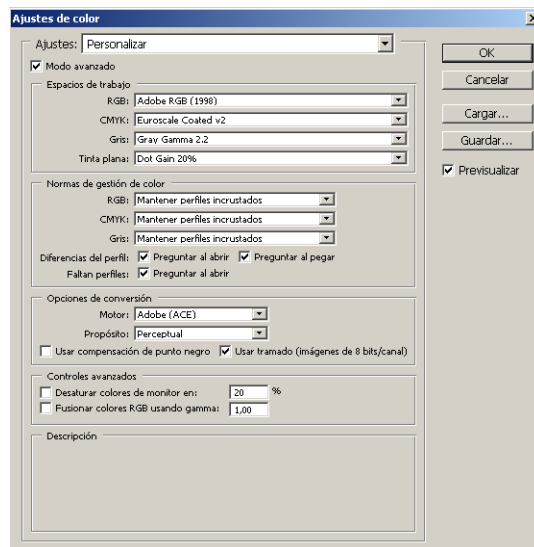 Ajustes de color
Ajustes: Personalizar
OK
Modo avanzado
Cancelar
Espacios de trabajo
RGB: Adobe RGB (1998)
Cargar...
CMYK: Euroscale Coated v2
Gris: Gray Gamma 2.2
Guardar...
Tinta plana: Dot Gain 20%
Previsualizar
Normas de gestión de color
RGB: Mantener perfiles incrustados
CMYK: Mantener perfiles incrustados
Gris: Mantener perfiles incrustados
Diferencias del perfil: Preguntar al abrir Preguntar al pegar
Faltan perfiles: Preguntar al abrir
Opciones de conversión
Motor: Adobe (ACE)
Propósito: Perceptual
Usar compensación de punto negro Usar tramado (imágenes de 8 bits/canal)
Controles avanzados
Desaturar colores de monitor en: 20 %
Fusionar colores RGB usando gamma: 1,00
Descripción